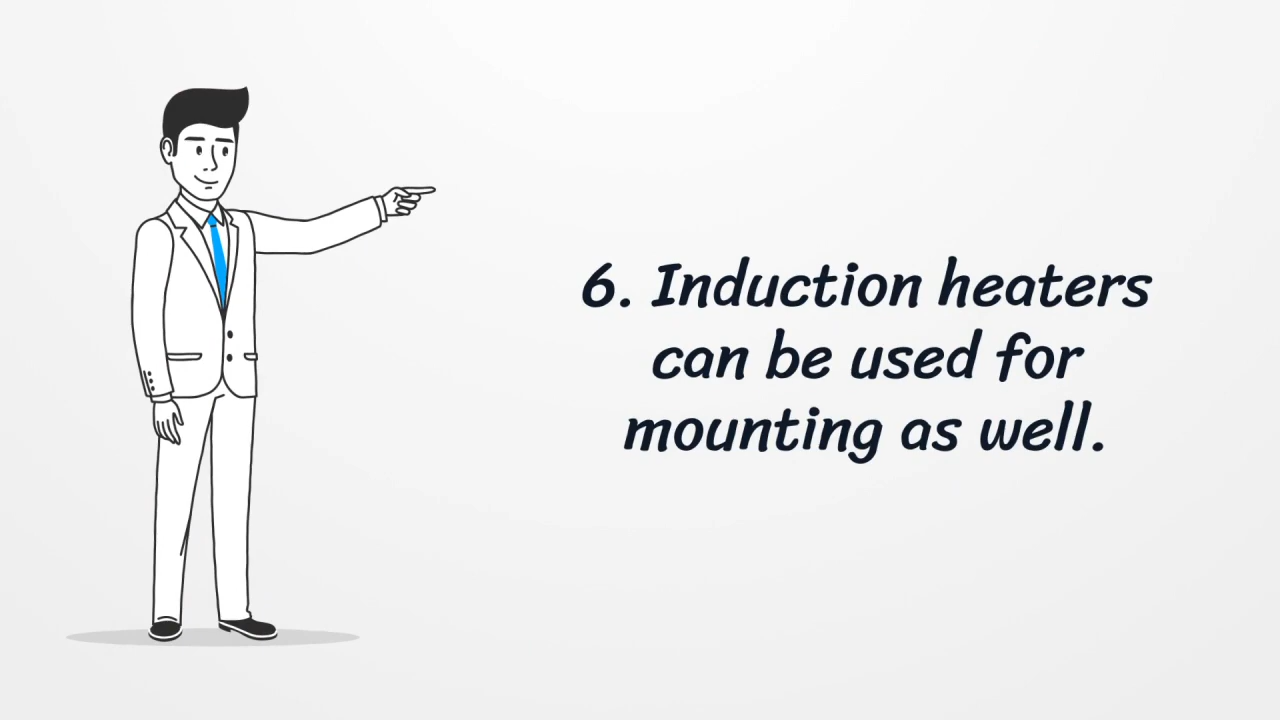 6. Induction heaters
can be used for
mounting as well.